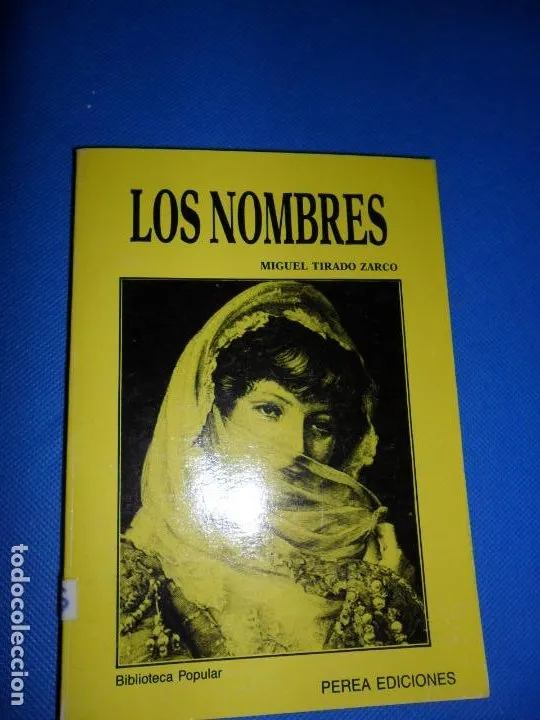 LOS NOMBRES
MIGUEL TIRADO ZARCO
Biblioteca Popular
PEREA EDICIONES
todocoleccion